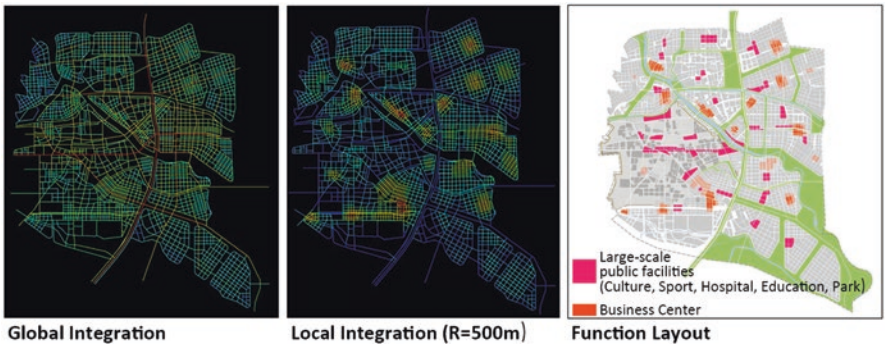 Large-scale
public facilities
(Culture, Sport, Hospital, Education, Park)
Business Center
Global Integration
Local Integration (R=500m)
Function Layout